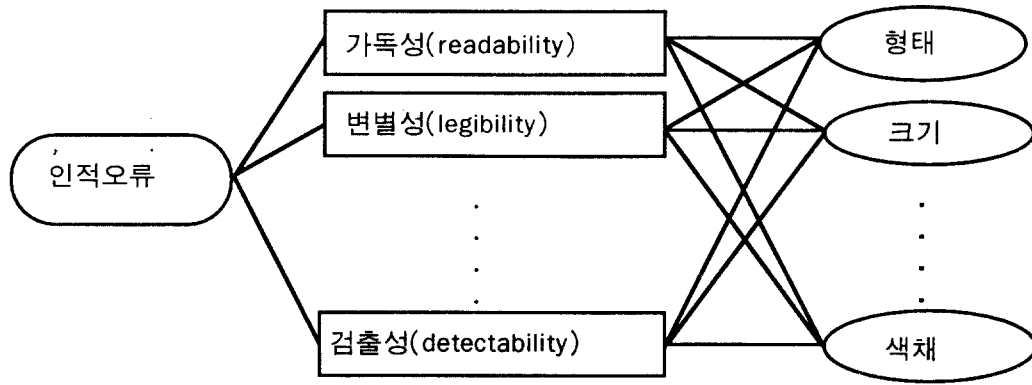 가독성(readability)
형태
변별성(legibility)
크기
인적오류
검출성(detectability)
색채